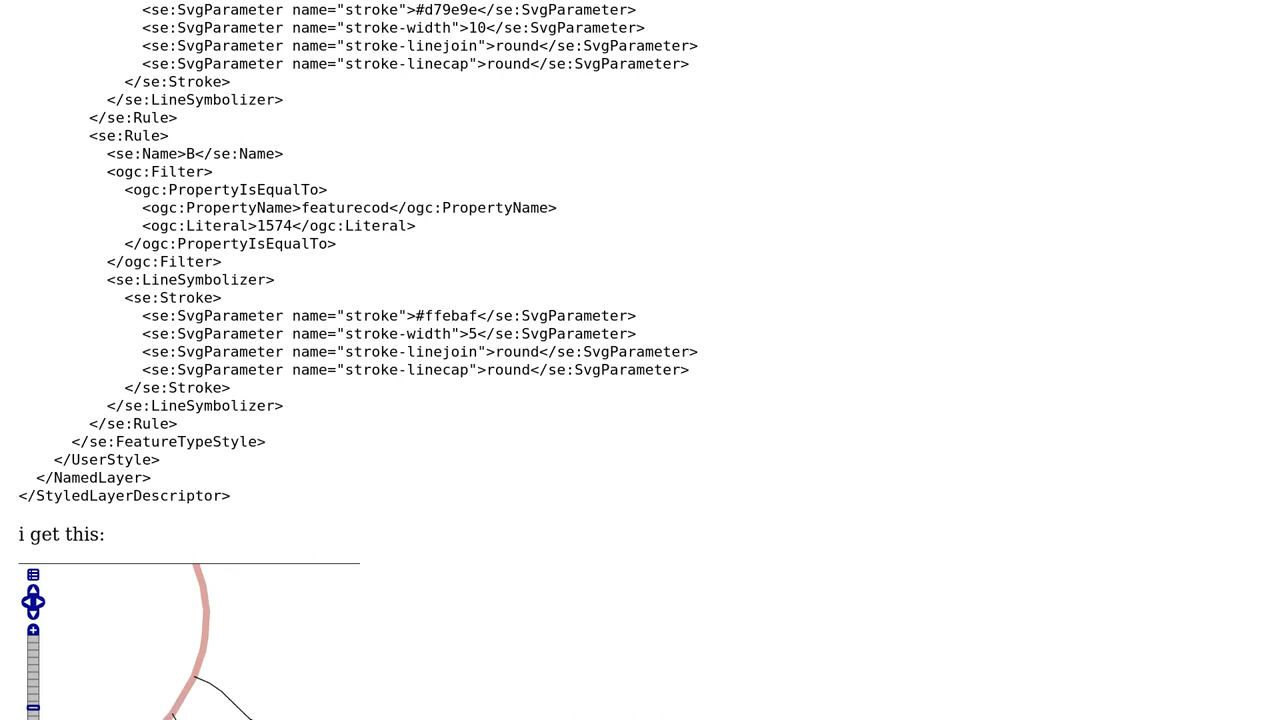 <se:SvgParameter name="stroke">#d79e9e</se:SvgParameter>
<se:SvgParameter name="stroke-width">10</se:SvgParameter>
<se:SvgParameter name="stroke-linejoin">round</se:SvgParameter>
<se:SvgParameter name="stroke-linecap">round</se:SvgParameter>
</se:Stroke>
</se:LineSymbolizer>
</se:Rule>
<se:Rule>
<se:Name>B</se:Name>
<ogc:Filter>
<ogc:PropertyIsEqualTo>
<ogc:PropertyName>featurecod</ogc:PropertyName>
<ogc:Literal>1574</ogc:Literal>
</ogc:PropertyIsEqualTo>
</ogc:Filter>
<se:LineSymbolizer>
<se:Stroke>
<se:SvgParameter name="stroke">#ffebaf</se:SvgParameter>
<se:SvgParameter name="stroke-width">5</se:SvgParameter>
<se:SvgParameter name="stroke-linejoin">round</se:SvgParameter>
<se:SvgParameter name="stroke-linecap">round</se:SvgParameter>
</se:Stroke>
</se:LineSymbolizer>
</se:Rule>
</se:FeatureTypeStyle>
</UserStyle>
</NamedLayer>
</StyledLayerDescriptor>
i get this: